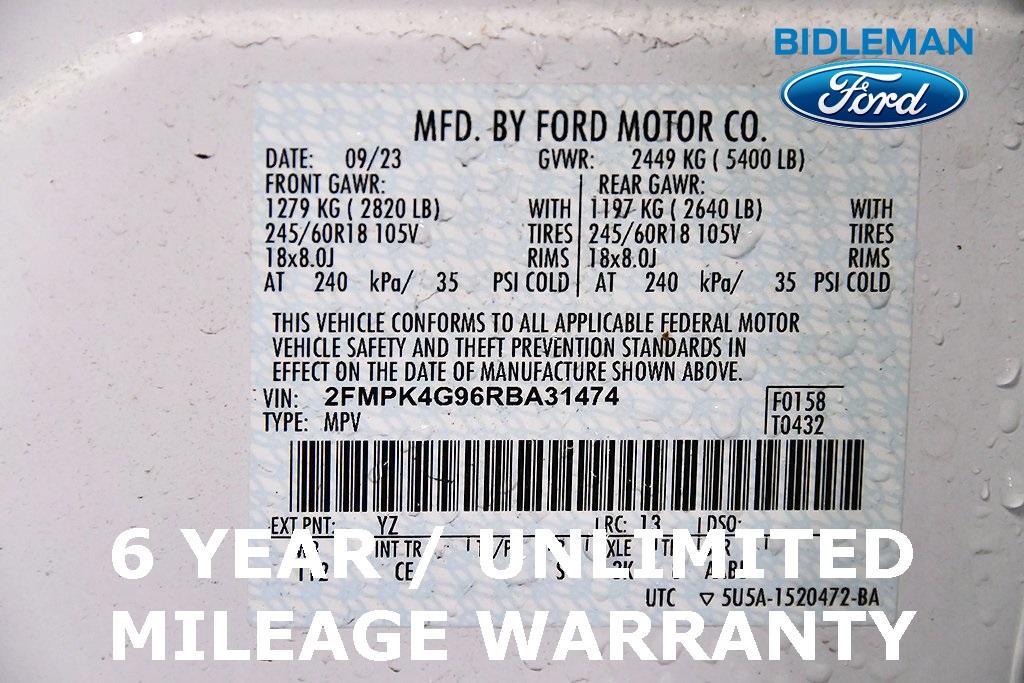 BIDLEMAN
Ford
MFD. BY FORD MOTOR CO.
DATE: 09/23 GVWR: 2449 KG ( 5400 LB)
FRONT GAWR: REAR GAWR:
1279 KG ( 2820 LB) WITH 1197 KG ( 2640 LB) WITH
245/60R18 105V TIRES 245/60R18 105V TIRES
18x8.0J RIMS 18x8.0J RIMS
AT 240 kPa/ 35 PSI COLD AT 240 kPa/ 35 PSI COLD
THIS VEHICLE CONFORMS TO ALL APPLICABLE FEDERAL MOTOR
VEHICLE SAFETY AND THEFT PREVENTION STANDARDS IN
EFFECT ON THE DATE OF MANUFACTURE SHOWN ABOVE.
VIN: 2FMPK4G96RBA31474 F0158
TYPE: MPV T0432
EXT PNT: YZ RC: 13 DSO:
INT TR
112 CE
UTC ▽ 5U5A-1520472-BA
6 YEAR / UNLIMITED
MILEAGE WARRANTY